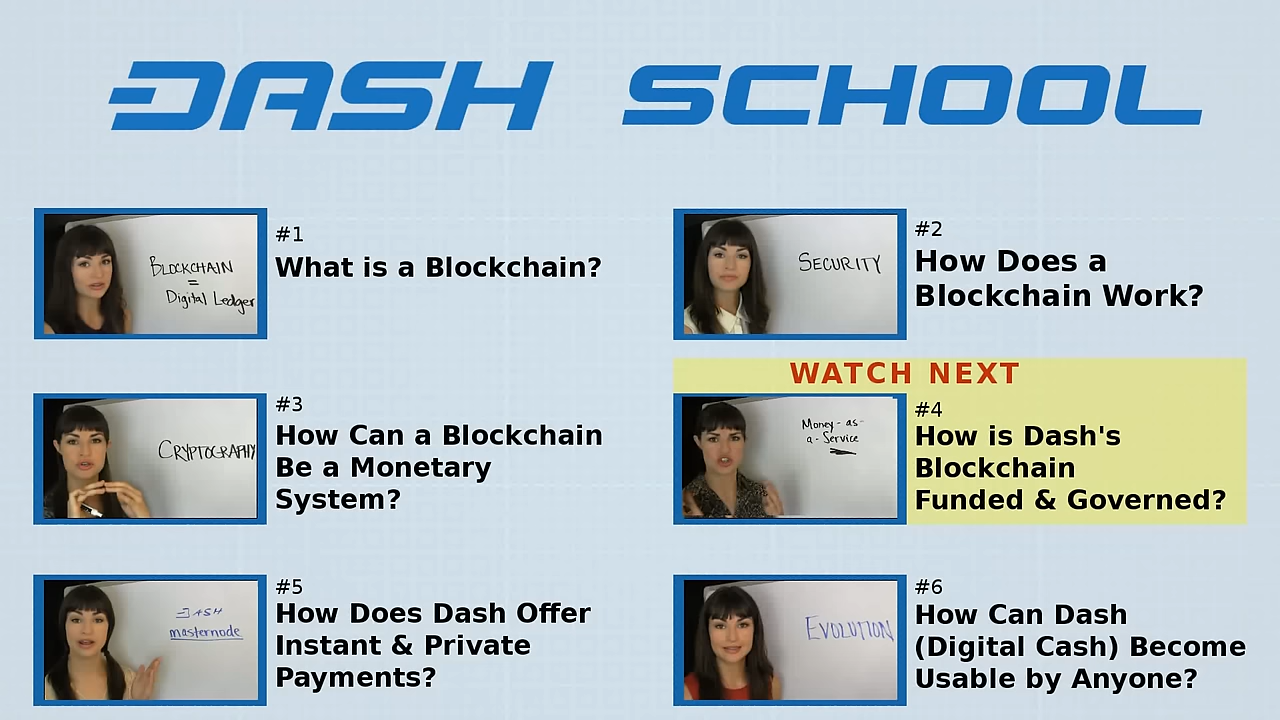 DASH SCHOOL
BLOCKCHAIN
=
Digital Ledger
#1
What is a Blockchain?
SECURITY
#2
How Does a
Blockchain Work?
CRYPTOGRAPHY
#3
How Can a Blockchain
Be a Monetary
System?
WATCH NEXT
Money-as-
a-Service
#4
How is Dash's
Blockchain
Funded & Governed?
DASH
masternode
#5
How Does Dash Offer
Instant & Private
Payments?
EVOLUTION
#6
How Can Dash
(Digital Cash) Become
Usable by Anyone?